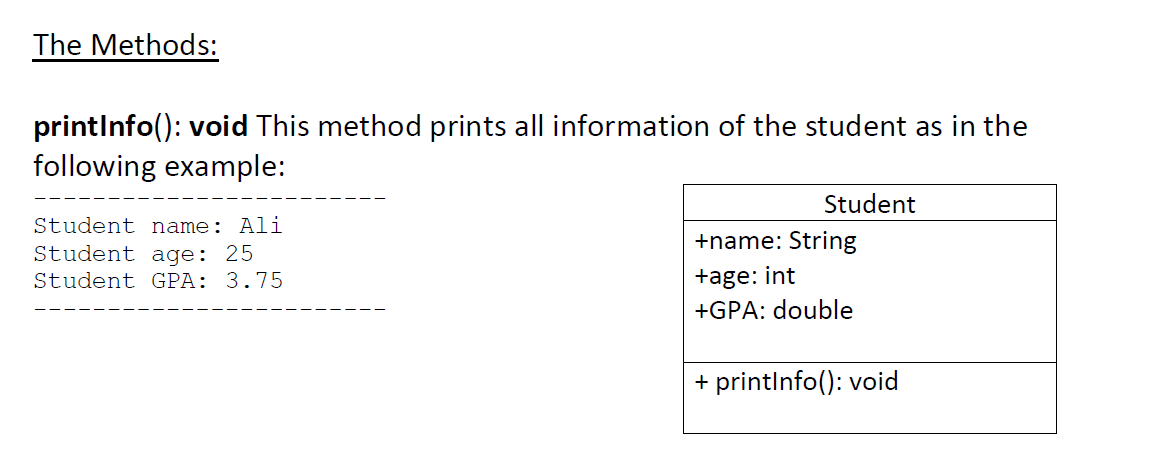 The Methods:
printInfo(): void This method prints all information of the student as in the
following example:
------------------------
Student name: Ali
Student age: 25
Student GPA: 3.75
------------------------
Student
+name: String
+age: int
+GPA: double
+ printInfo(): void